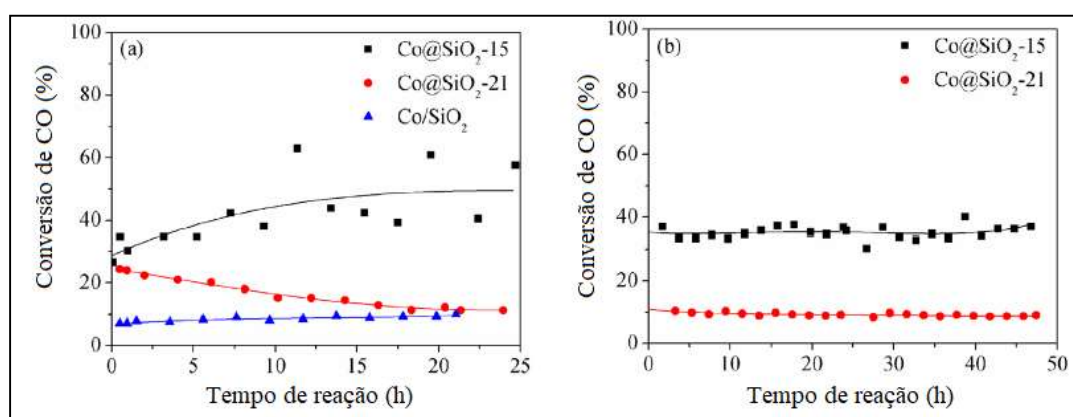 (a)
Co@SiO₂-15
Co@SiO₂-21
Co/SiO₂
100
80
60
40
20
0
Conversão de CO (%)
0 5 10 15 20 25
Tempo de reação (h)
(b)
Co@SiO₂-15
Co@SiO₂-21
100
80
60
40
20
0
Conversão de CO (%)
0 10 20 30 40 50
Tempo de reação (h)